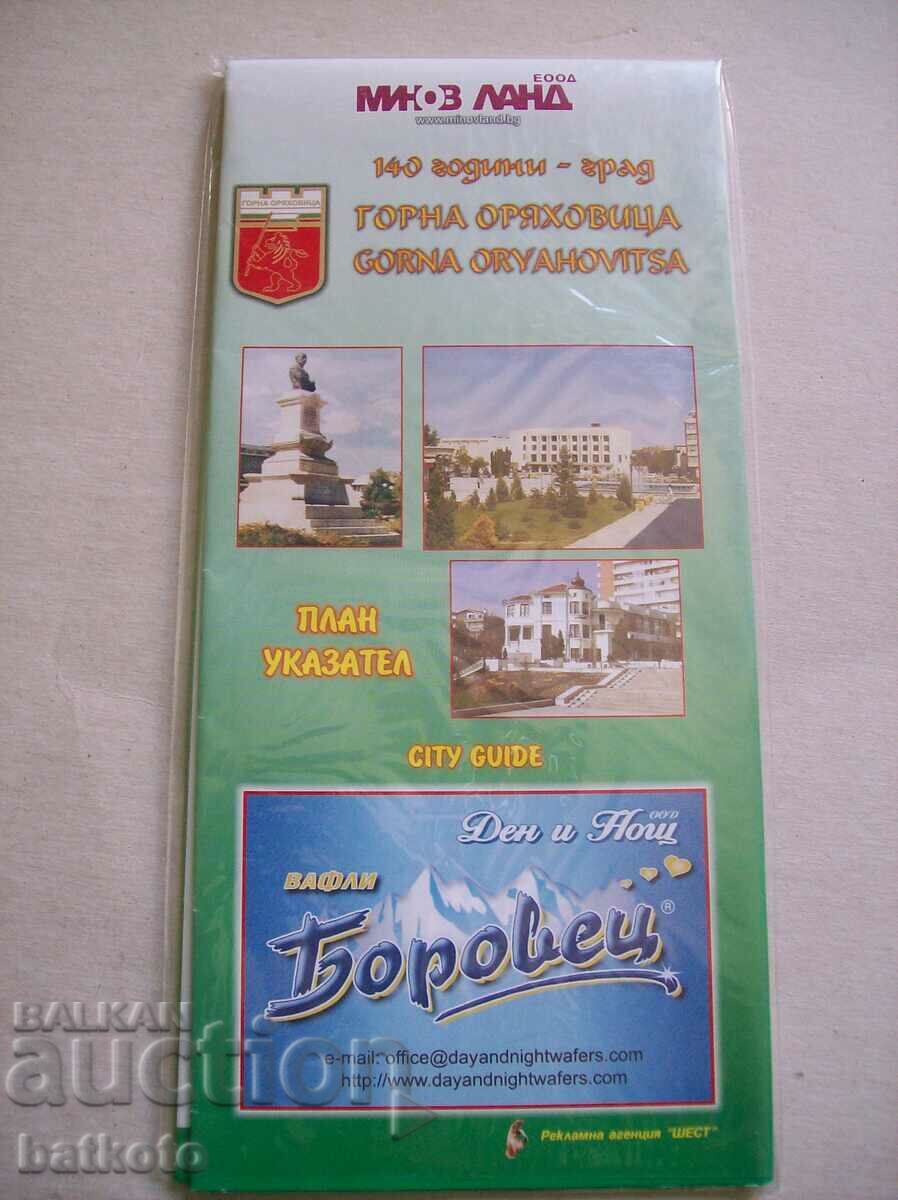 МИНОВ ЛАНД ЕООД
www.minovland.bg
140 години - град
ГОРНА ОРЯХОВИЦА
GORNA ORYAHOVITSA
ГОРНА ОРЯХОВИЦА
ПЛАН
УКАЗАТЕЛ
CITY GUIDE
Ден и Нощ ООД
ВАФЛИ
Боровец®
e-mail: office@dayandnightwafers.com
http://www.dayandnightwafers.com
Рекламна агенция "ШЕСТ"
BALKAN
auction
batkoto